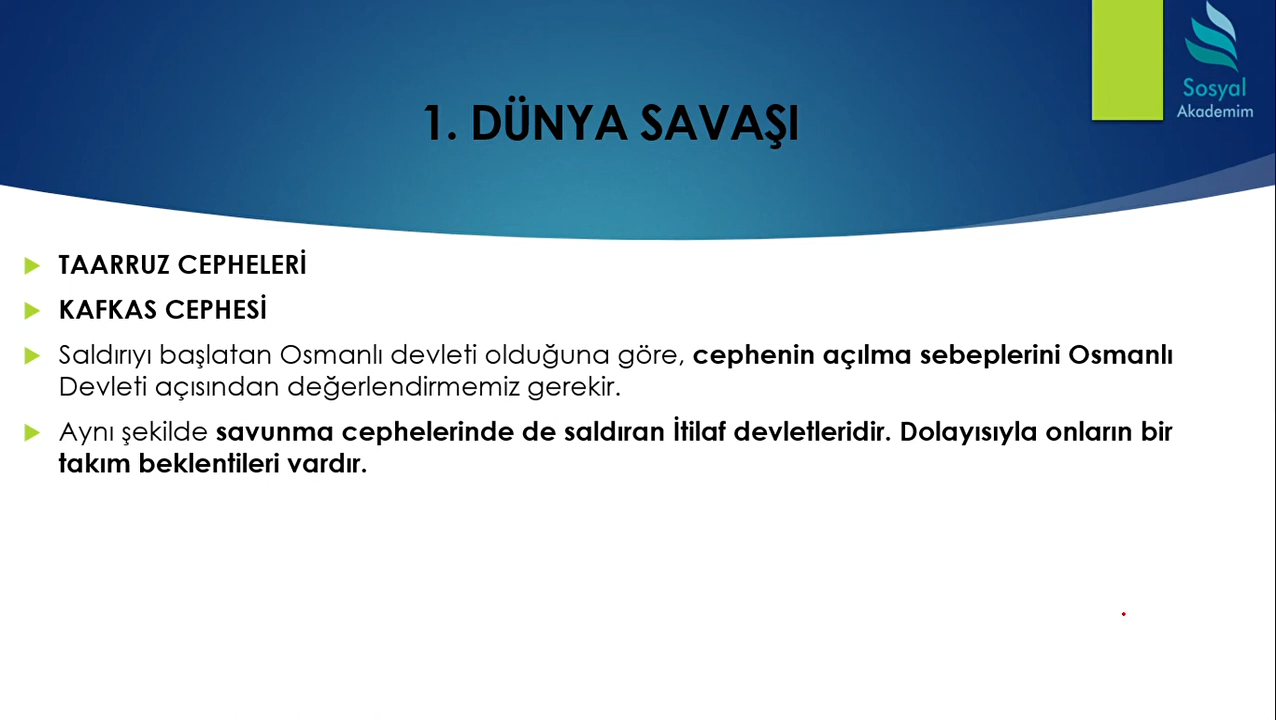 Sosyal
Akademim
1. DÜNYA SAVAŞI
TAARRUZ CEPHELERİ
KAFKAS CEPHESİ
Saldırıyı başlatan Osmanlı devleti olduğuna göre, cephenin açılma sebeplerini Osmanlı
Devleti açısından değerlendirmemiz gerekir.
Aynı şekilde savunma cephelerinde de saldıran İtilaf devletleridir. Dolayısıyla onların bir
takım beklentileri vardır.